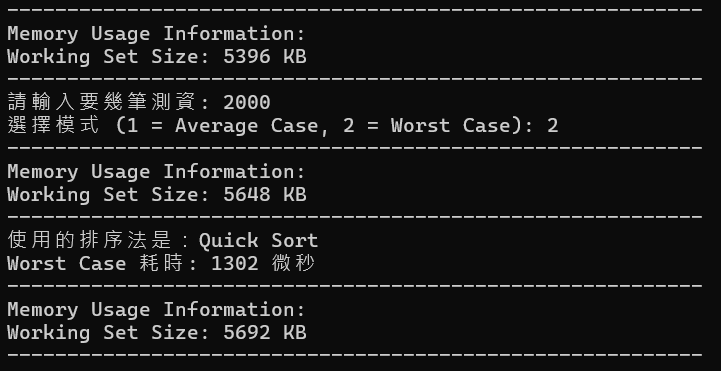 Memory Usage Information:
Working Set Size: 5396 KB
請輸入要幾筆測資: 2000
選擇模式 (1 = Average Case, 2 = Worst Case): 2
Memory Usage Information:
Working Set Size: 5648 KB
使用的排序法是：Quick Sort
Worst Case 耗時: 1302 微秒
Memory Usage Information:
Working Set Size: 5692 KB